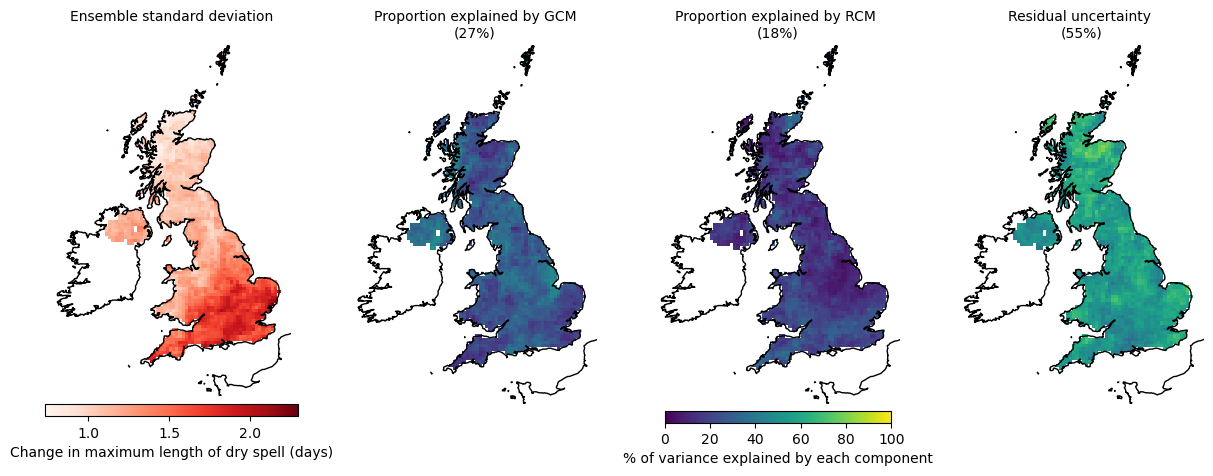 Ensemble standard deviation
Proportion explained by GCM
(27%)
Proportion explained by RCM
(18%)
Residual uncertainty
(55%)
1.0 1.5 2.0
Change in maximum length of dry spell (days)
0 20 40 60 80 100
% of variance explained by each component